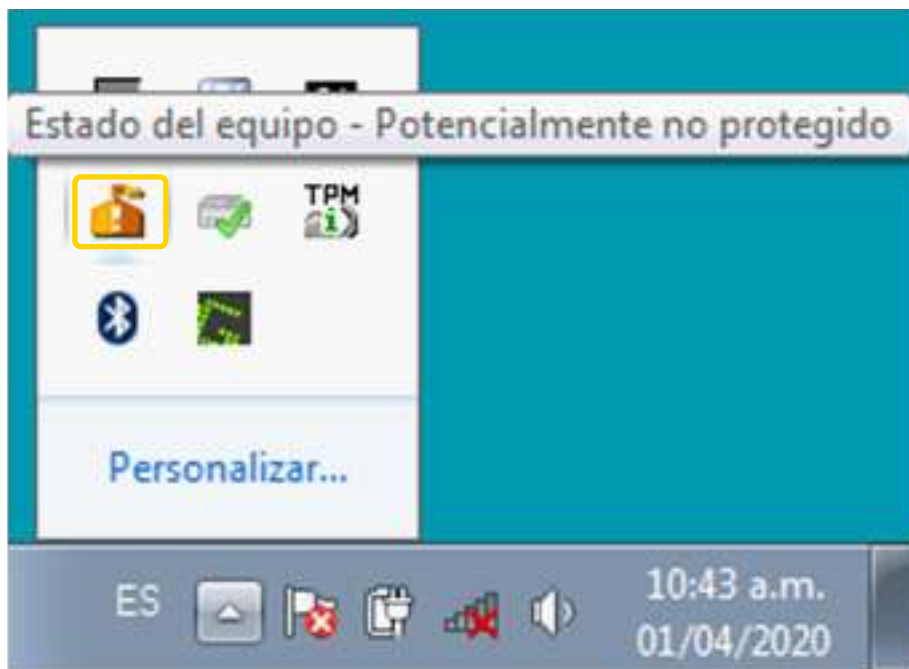 Estado del equipo - Potencialmente no protegido
TPM
Personalizar...
ES
10:43 a.m.
01/04/2020